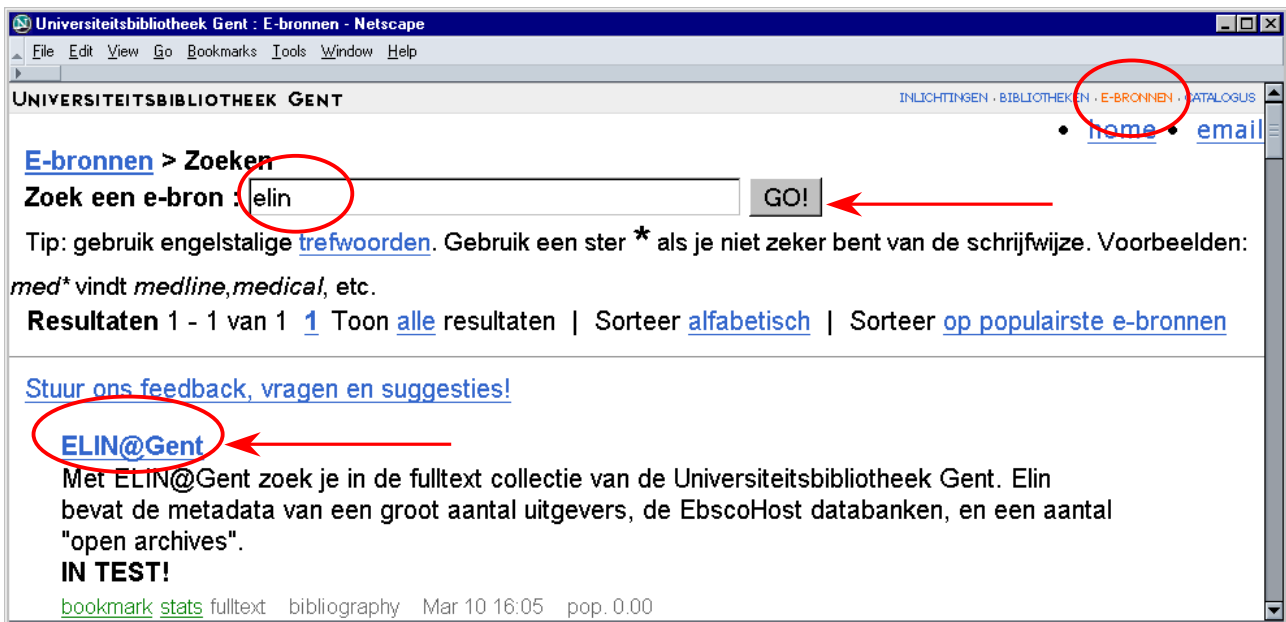 Universiteitsbibliotheek Gent : E-bronnen - Netscape
File Edit View Go Bookmarks Tools Window Help
UNIVERSITEITSBIBLIOTHEEK GENT
INLICHTINGEN · BIBLIOTHEKEN · E-BRONNEN · CATALOGUS
• home • email
E-bronnen > Zoeken
Zoek een e-bron : elin GO!
Tip: gebruik engelstalige trefwoorden. Gebruik een ster * als je niet zeker bent van de schrijfwijze. Voorbeelden:
med* vindt medline,medical, etc.
Resultaten 1 - 1 van 1 1 Toon alle resultaten | Sorteer alfabetisch | Sorteer op populairste e-bronnen
Stuur ons feedback, vragen en suggesties!
ELIN@Gent
Met ELIN@Gent zoek je in de fulltext collectie van de Universiteitsbibliotheek Gent. Elin
bevat de metadata van een groot aantal uitgevers, de EbscoHost databanken, en een aantal
"open archives".
IN TEST!
bookmark stats fulltext bibliography Mar 10 16:05 pop. 0.00